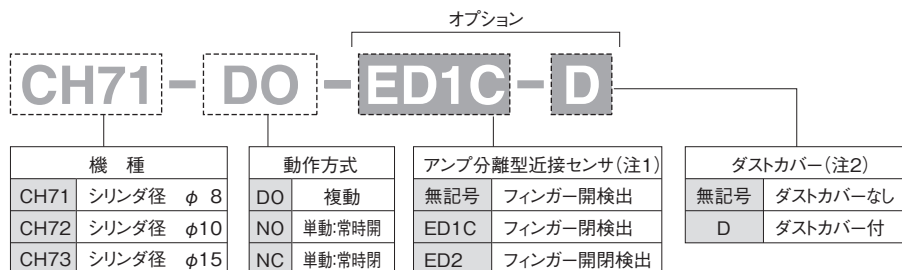 オプション
CH71-DO-ED1C-D
機 種
CH71 シリンダ径 φ 8
CH72 シリンダ径 φ10
CH73 シリンダ径 φ15
動作方式
DO 複動
NO 単動:常時開
NC 単動:常時閉
アンプ分離型近接センサ(注1)
無記号 フィンガー開検出
ED1C フィンガー閉検出
ED2 フィンガー開閉検出
ダストカバー(注2)
無記号 ダストカバーなし
D ダストカバー付